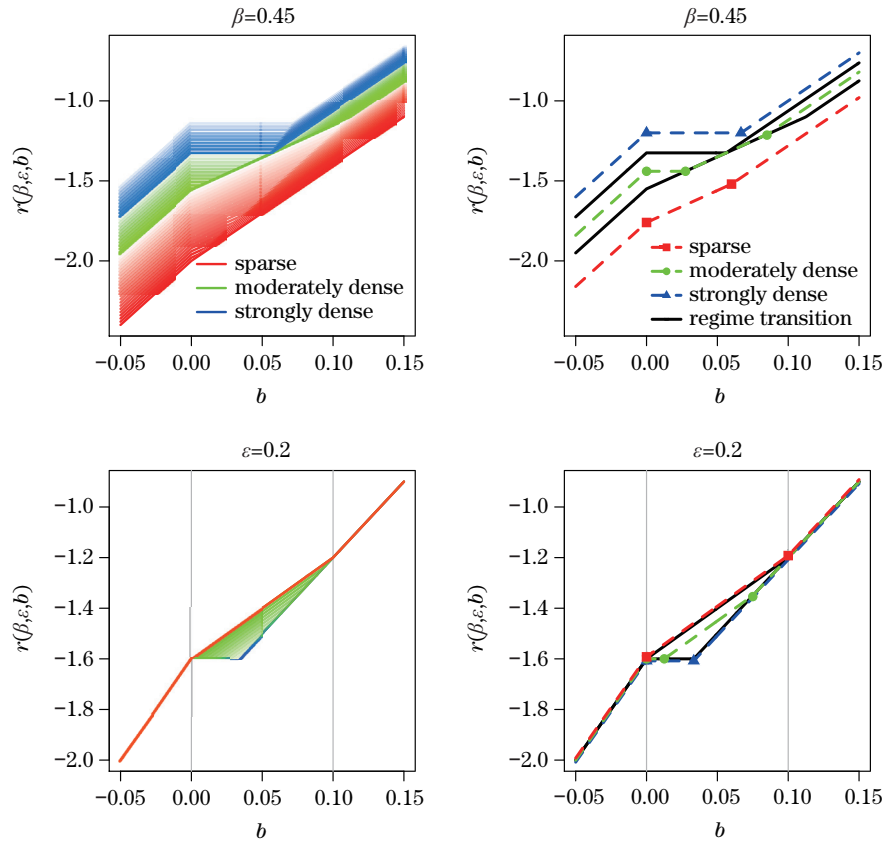 β=0.45
r(β,ε,b)
−1.0
−1.5
−2.0
sparse
moderately dense
strongly dense
−0.05 0.00 0.05 0.10 0.15
b
β=0.45
r(β,ε,b)
−1.0
−1.5
−2.0
sparse
moderately dense
strongly dense
regime transition
−0.05 0.00 0.05 0.10 0.15
b
ε=0.2
r(β,ε,b)
−1.0
−1.2
−1.4
−1.6
−1.8
−2.0
−0.05 0.00 0.05 0.10 0.15
b
ε=0.2
r(β,ε,b)
−1.0
−1.2
−1.4
−1.6
−1.8
−2.0
−0.05 0.00 0.05 0.10 0.15
b